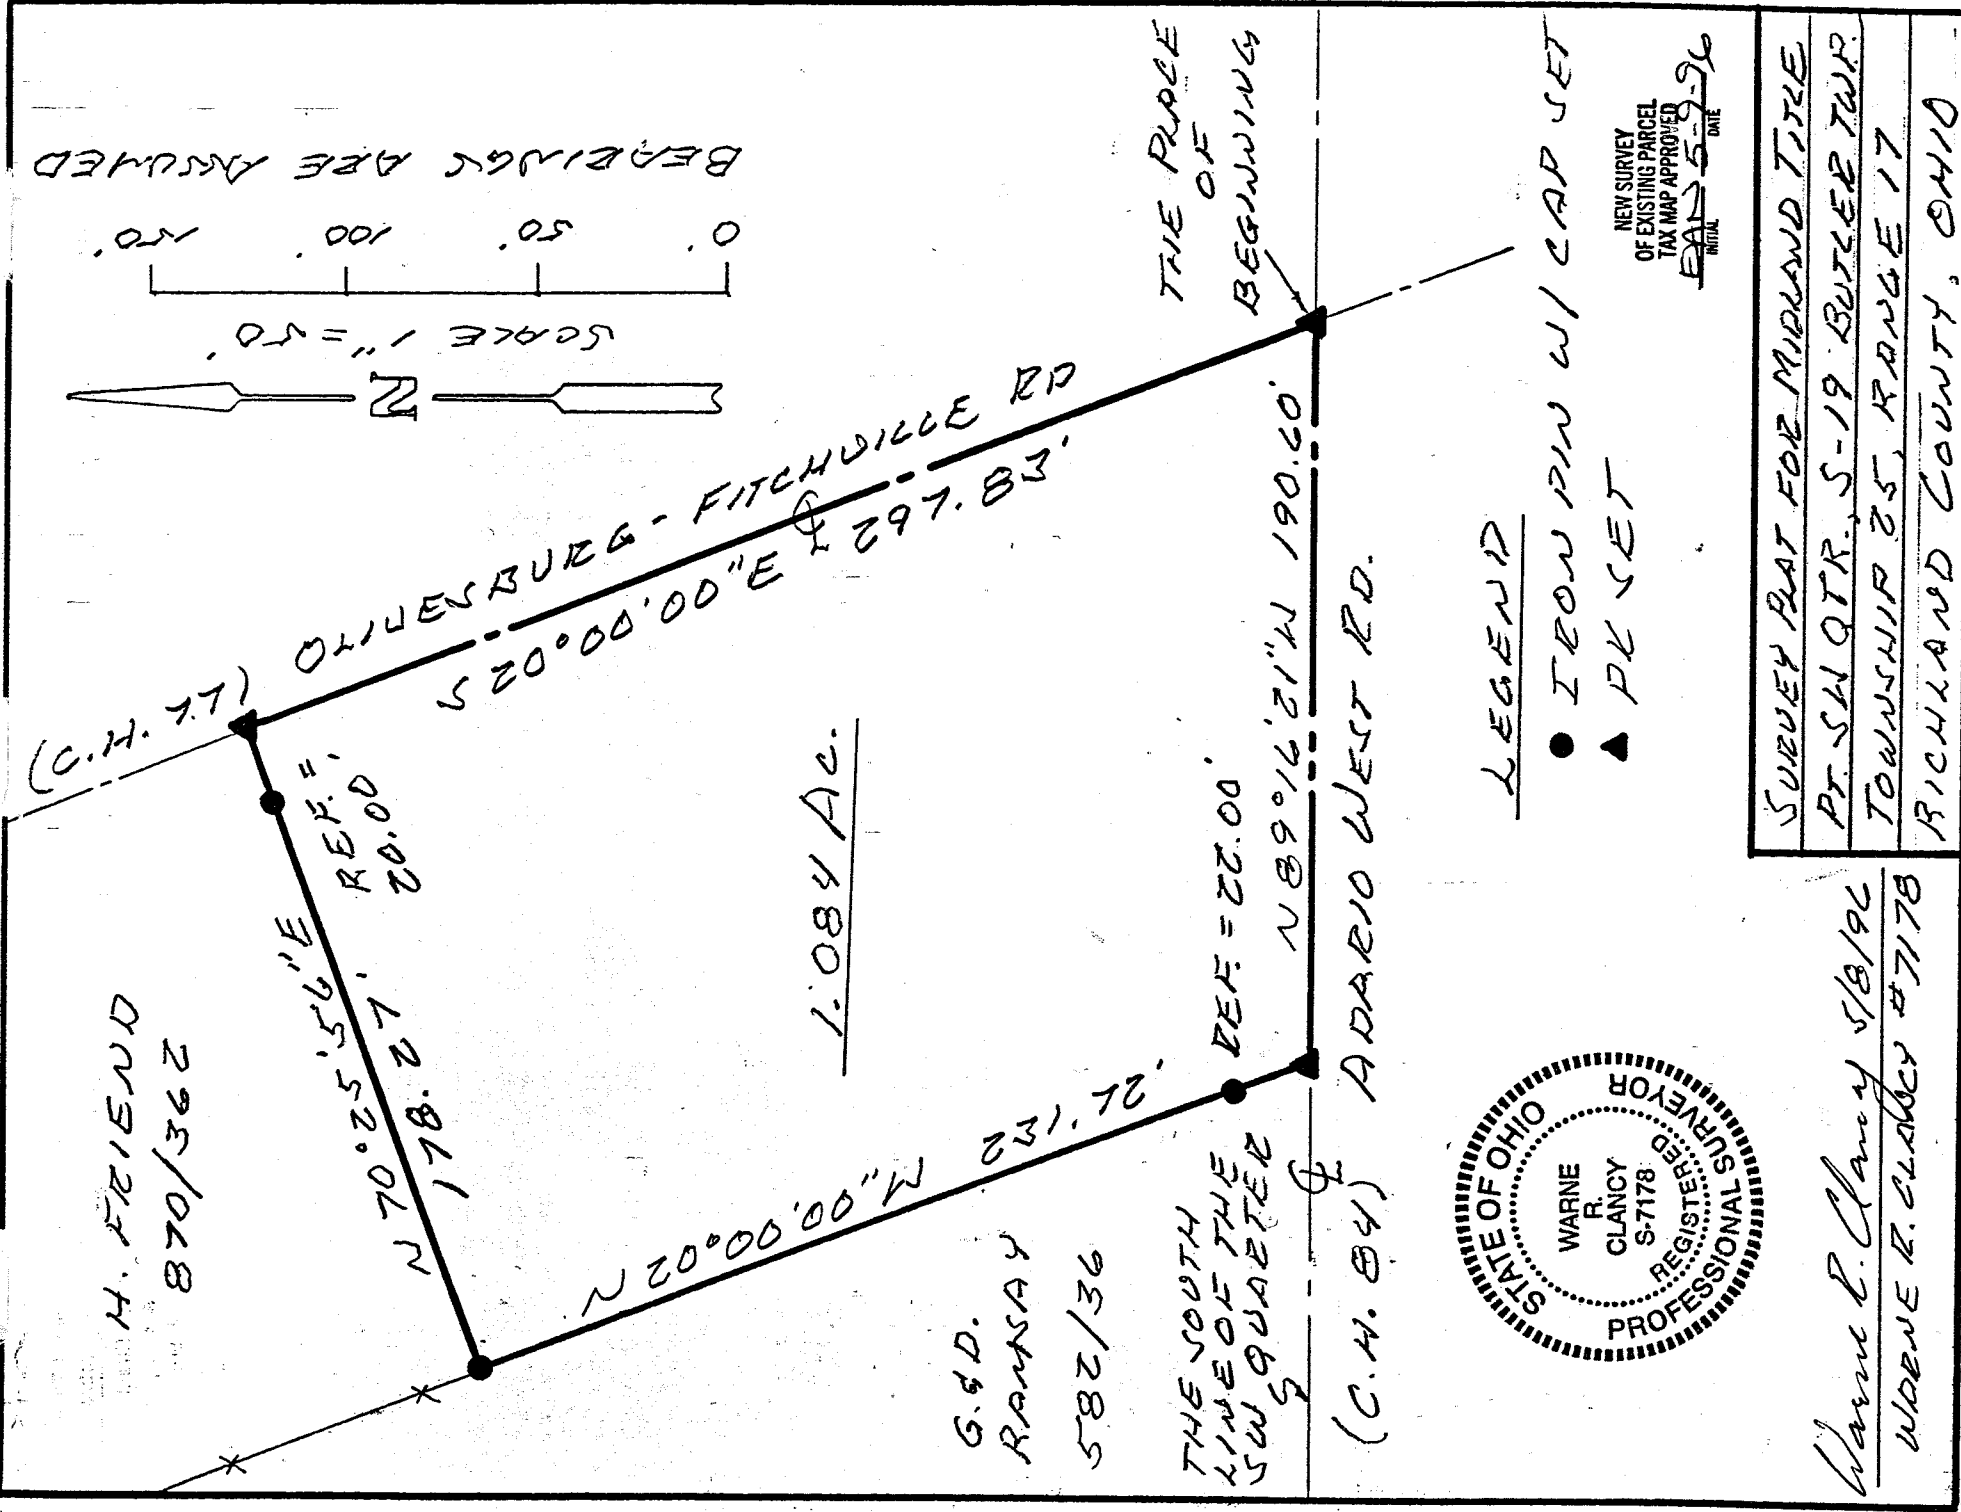 H. FRIEND
870/396
(C.H. 77)
OLIVESBURG - FITCHVILLE RD
N 70°25'56"E
178.27'
REF. =
20.00'
S 20°00'00"E 267.83'
1.084 Ac.
N 20°00'00"W 231.72'
G. & D.
RAMSAY
582/36
THE SOUTH
LINE OF THE
SW QUARTER
REF. = 22.00'
N 89°16'21"W 190.60'
(C.H. 84) ADARIO WEST RD.
THE PLACE
OF
BEGINNING
N
SCALE 1"=50'
0' 50' 100' 150'
BEARINGS ARE ASSUMED
LEGEND
IRON PIN W/ CAP SET
PK SET
NEW SURVEY
OF EXISTING PARCEL
TAX MAP APPROVED
5-9-96
INITIAL DATE
STATE OF OHIO
WARNE
R.
CLANCY
S-7178
REGISTERED
PROFESSIONAL SURVEYOR
Warne R. Clancy 5/8/96
WARNE R. CLANCY #7178
SURVEY PLAT FOR MIDLAND TITLE
PT. SW QTR., S-19 BUTLER TWP.
TOWNSHIP 25, RANGE 17
RICHLAND COUNTY, OHIO